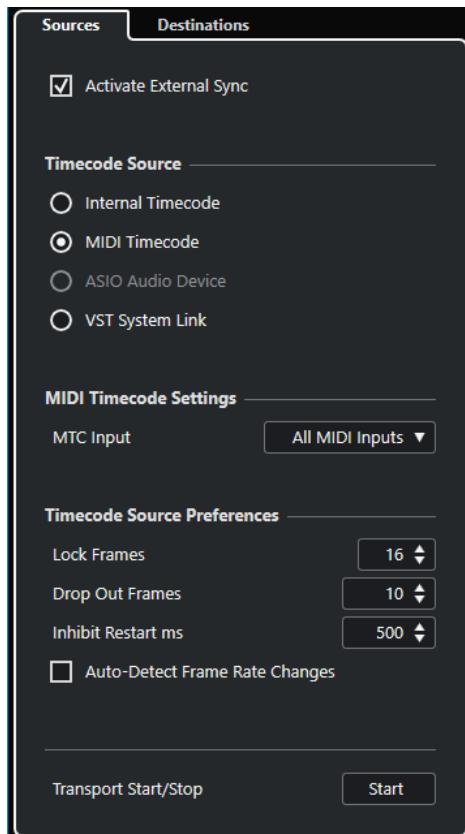 Sources Destinations
Activate External Sync
Timecode Source
Internal Timecode
MIDI Timecode
ASIO Audio Device
VST System Link
MIDI Timecode Settings
MTC Input All MIDI Inputs
Timecode Source Preferences
Lock Frames 16
Drop Out Frames 10
Inhibit Restart ms 500
Auto-Detect Frame Rate Changes
Transport Start/Stop Start